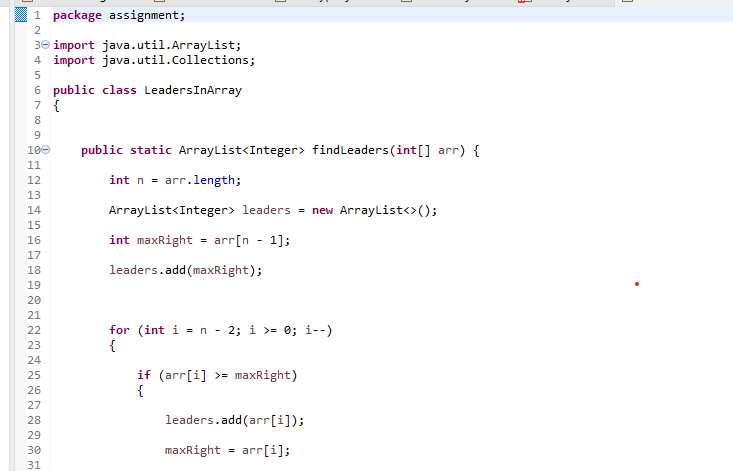 1 package assignment;
2
3 import java.util.ArrayList;
4 import java.util.Collections;
5
6 public class LeadersInArray
7 {
8
9
10 public static ArrayList<Integer> findLeaders(int[] arr) {
11
12 int n = arr.length;
13
14 ArrayList<Integer> leaders = new ArrayList<>();
15
16 int maxRight = arr[n - 1];
17
18 leaders.add(maxRight);
19
20
21
22 for (int i = n - 2; i >= 0; i--)
23 {
24
25 if (arr[i] >= maxRight)
26 {
27
28 leaders.add(arr[i]);
29
30 maxRight = arr[i];
31